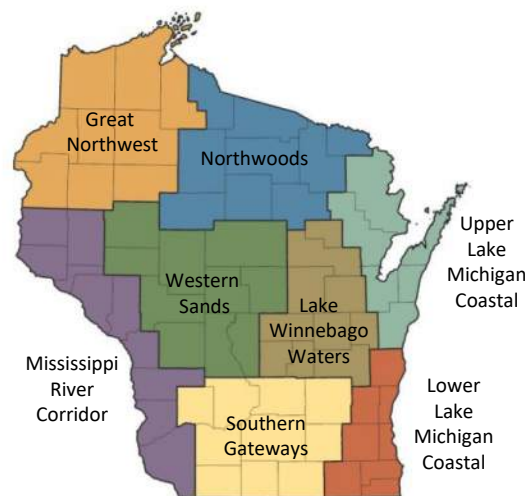 Great
Northwest
Northwoods
Upper
Lake
Michigan
Coastal
Western
Sands
Lake
Winnebago
Waters
Mississippi
River
Corridor
Lower
Lake
Michigan
Coastal
Southern
Gateways